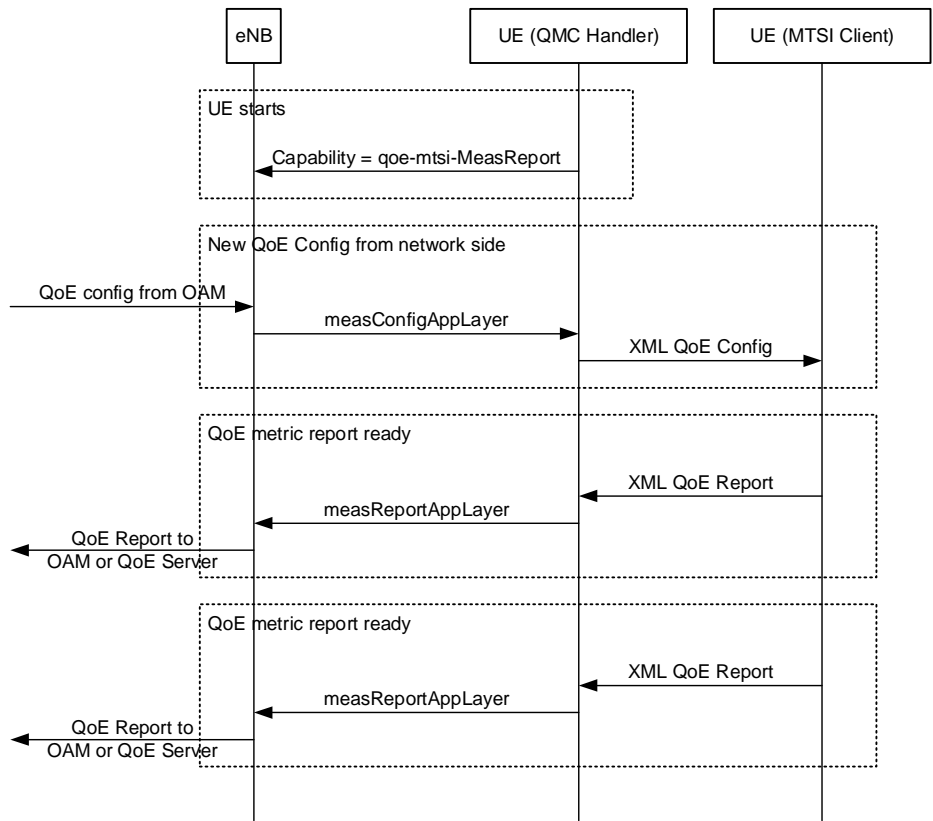 eNB
UE (QMC Handler)
UE (MTSI Client)
UE starts
Capability = qoe-mtsi-MeasReport
New QoE Config from network side
QoE config from OAM
measConfigAppLayer
XML QoE Config
QoE metric report ready
XML QoE Report
measReportAppLayer
QoE Report to
OAM or QoE Server
QoE metric report ready
XML QoE Report
measReportAppLayer
QoE Report to
OAM or QoE Server